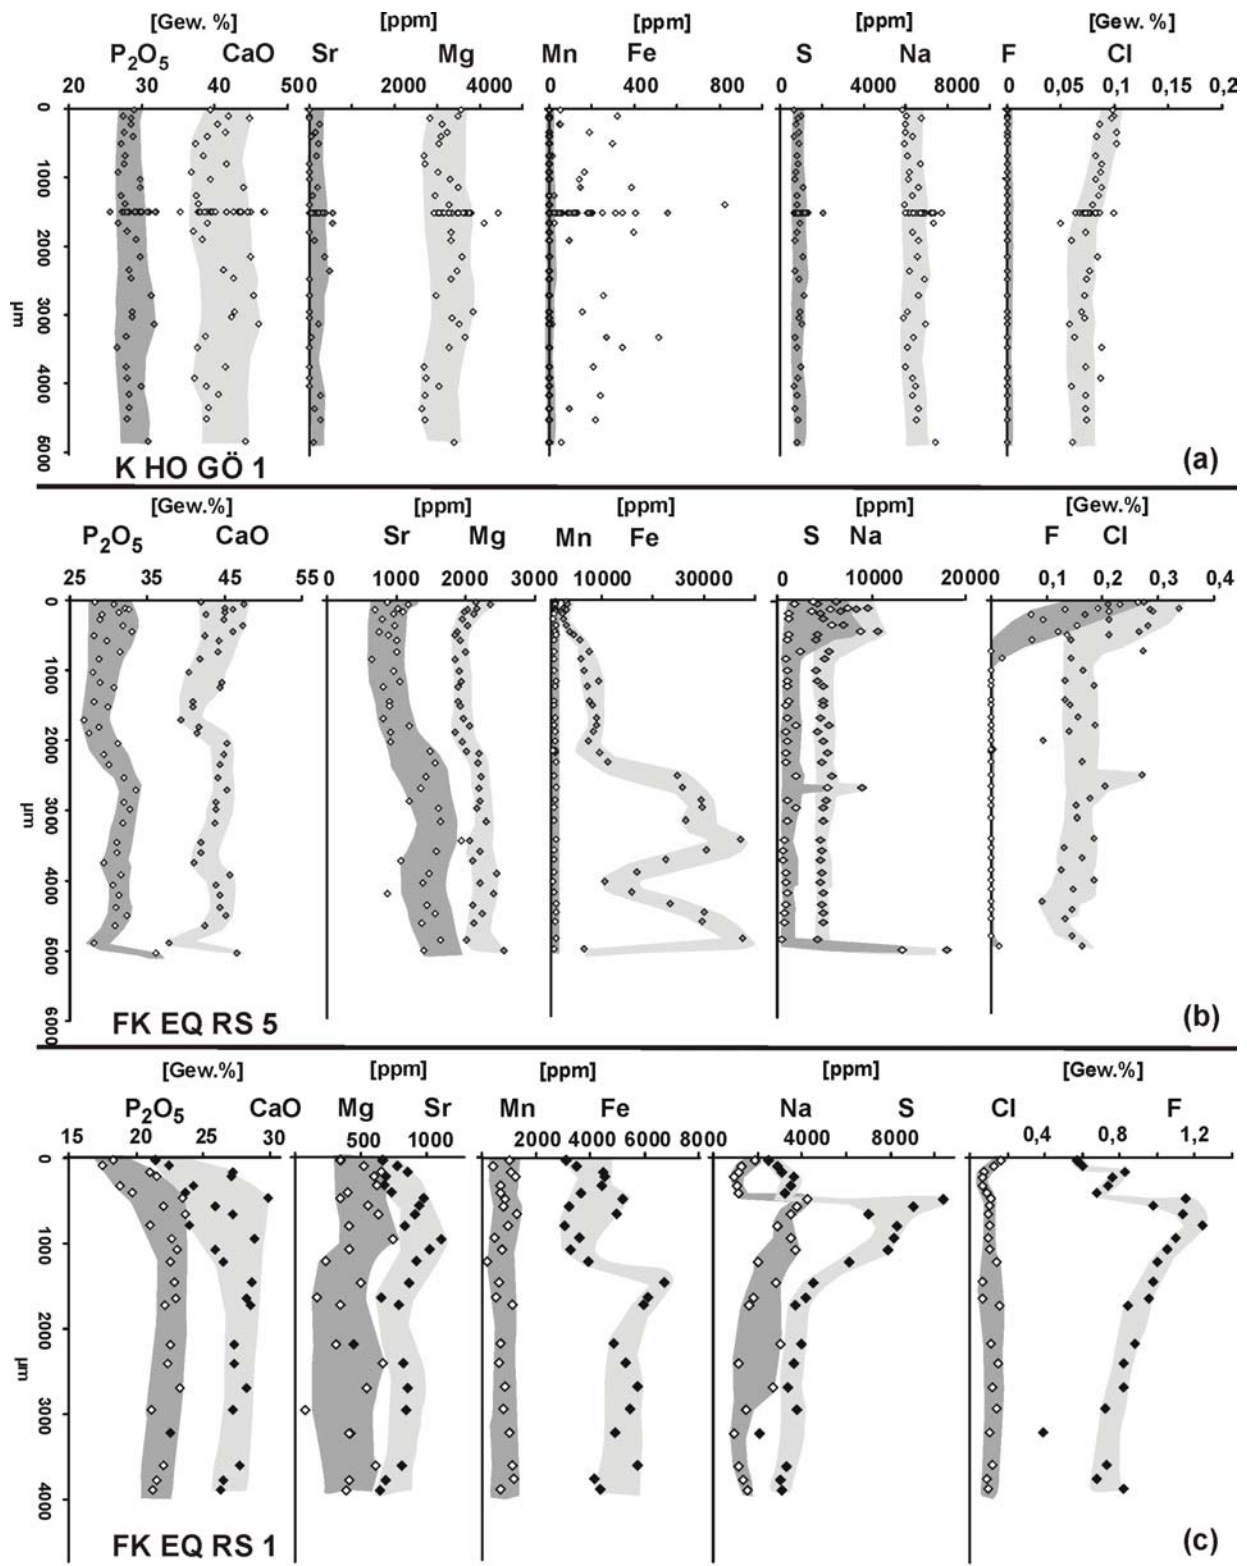 [Gew. %] [ppm] [ppm] [ppm] [Gew. %]
P2O5 CaO Sr Mg Mn Fe S Na F Cl
20 30 40 50 0 2000 4000 0 400 800 0 4000 8000 0 0,05 0,1 0,15 0,2
0
1000
2000
3000
4000
5000
µm
K HO GÖ 1 (a)
[Gew.%] [ppm] [ppm] [ppm] [Gew.%]
P2O5 CaO Sr Mg Mn Fe S Na F Cl
25 35 45 55 0 1000 2000 3000 10000 30000 0 10000 20000 0,1 0,2 0,3 0,4
0
1000
2000
3000
4000
5000
6000
µm
FK EQ RS 5 (b)
[Gew.%] [ppm] [ppm] [ppm] [Gew.%]
P2O5 CaO Mg Sr Mn Fe Na S Cl F
15 20 25 30 500 1000 2000 4000 6000 8000 4000 8000 0,4 0,8 1,2
0
1000
2000
3000
4000
µm
FK EQ RS 1 (c)